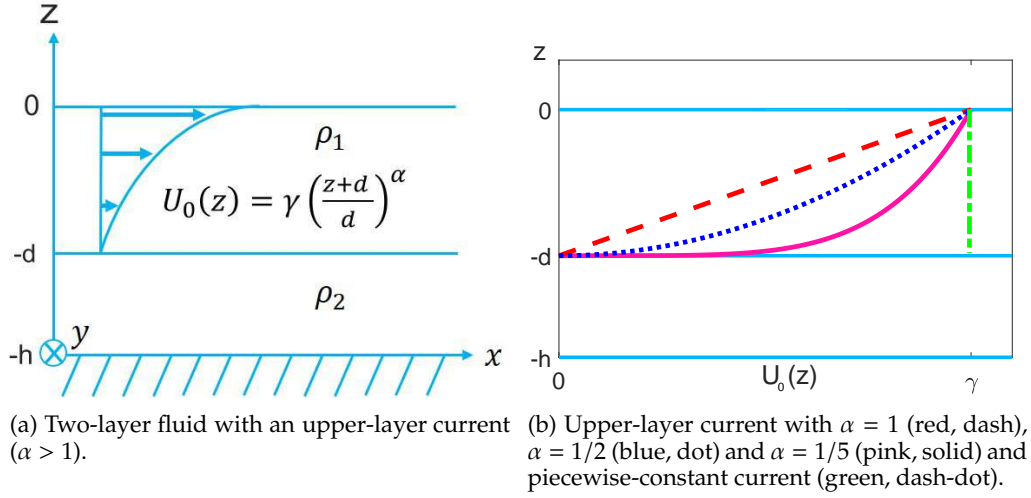 z
0
ρ₁
U₀(z) = γ ((z+d)/d)^α
-d
ρ₂
y
-h
x
(a) Two-layer fluid with an upper-layer current
(α > 1).
z
0
-d
-h
0
U₀(z)
γ
(b) Upper-layer current with α = 1 (red, dash),
α = 1/2 (blue, dot) and α = 1/5 (pink, solid) and
piecewise-constant current (green, dash-dot).